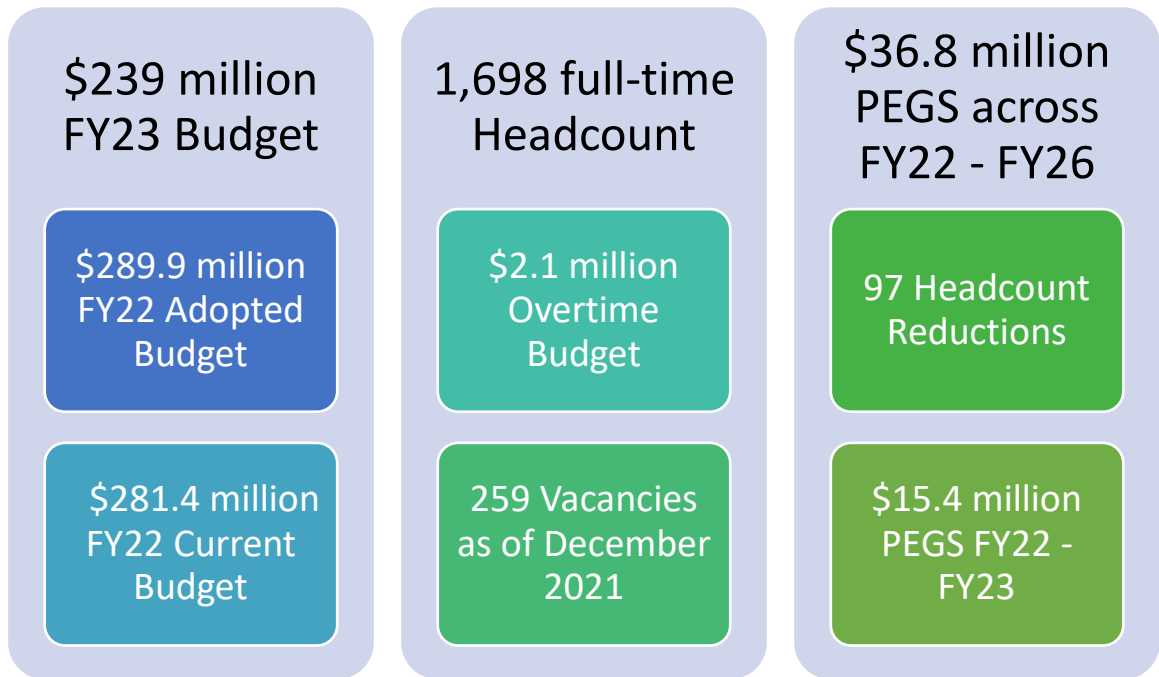 $239 million
FY23 Budget
$289.9 million
FY22 Adopted
Budget
$281.4 million
FY22 Current
Budget
1,698 full-time
Headcount
$2.1 million
Overtime
Budget
259 Vacancies
as of December
2021
$36.8 million
PEGS across
FY22 - FY26
97 Headcount
Reductions
$15.4 million
PEGS FY22 -
FY23